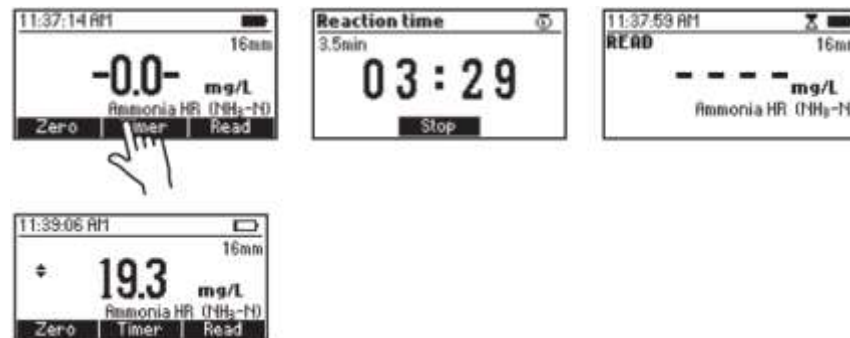 11:37:14 AM
16mm
-0.0- mg/L
Ammonia HR (NH₃-N)
Zero Timer Read
Reaction time
3.5min
03:29
Stop
11:37:59 AM
READ 16mm
---- mg/L
Ammonia HR (NH₃-N)
11:39:06 AM
16mm
19.3 mg/L
Ammonia HR (NH₃-N)
Zero Timer Read